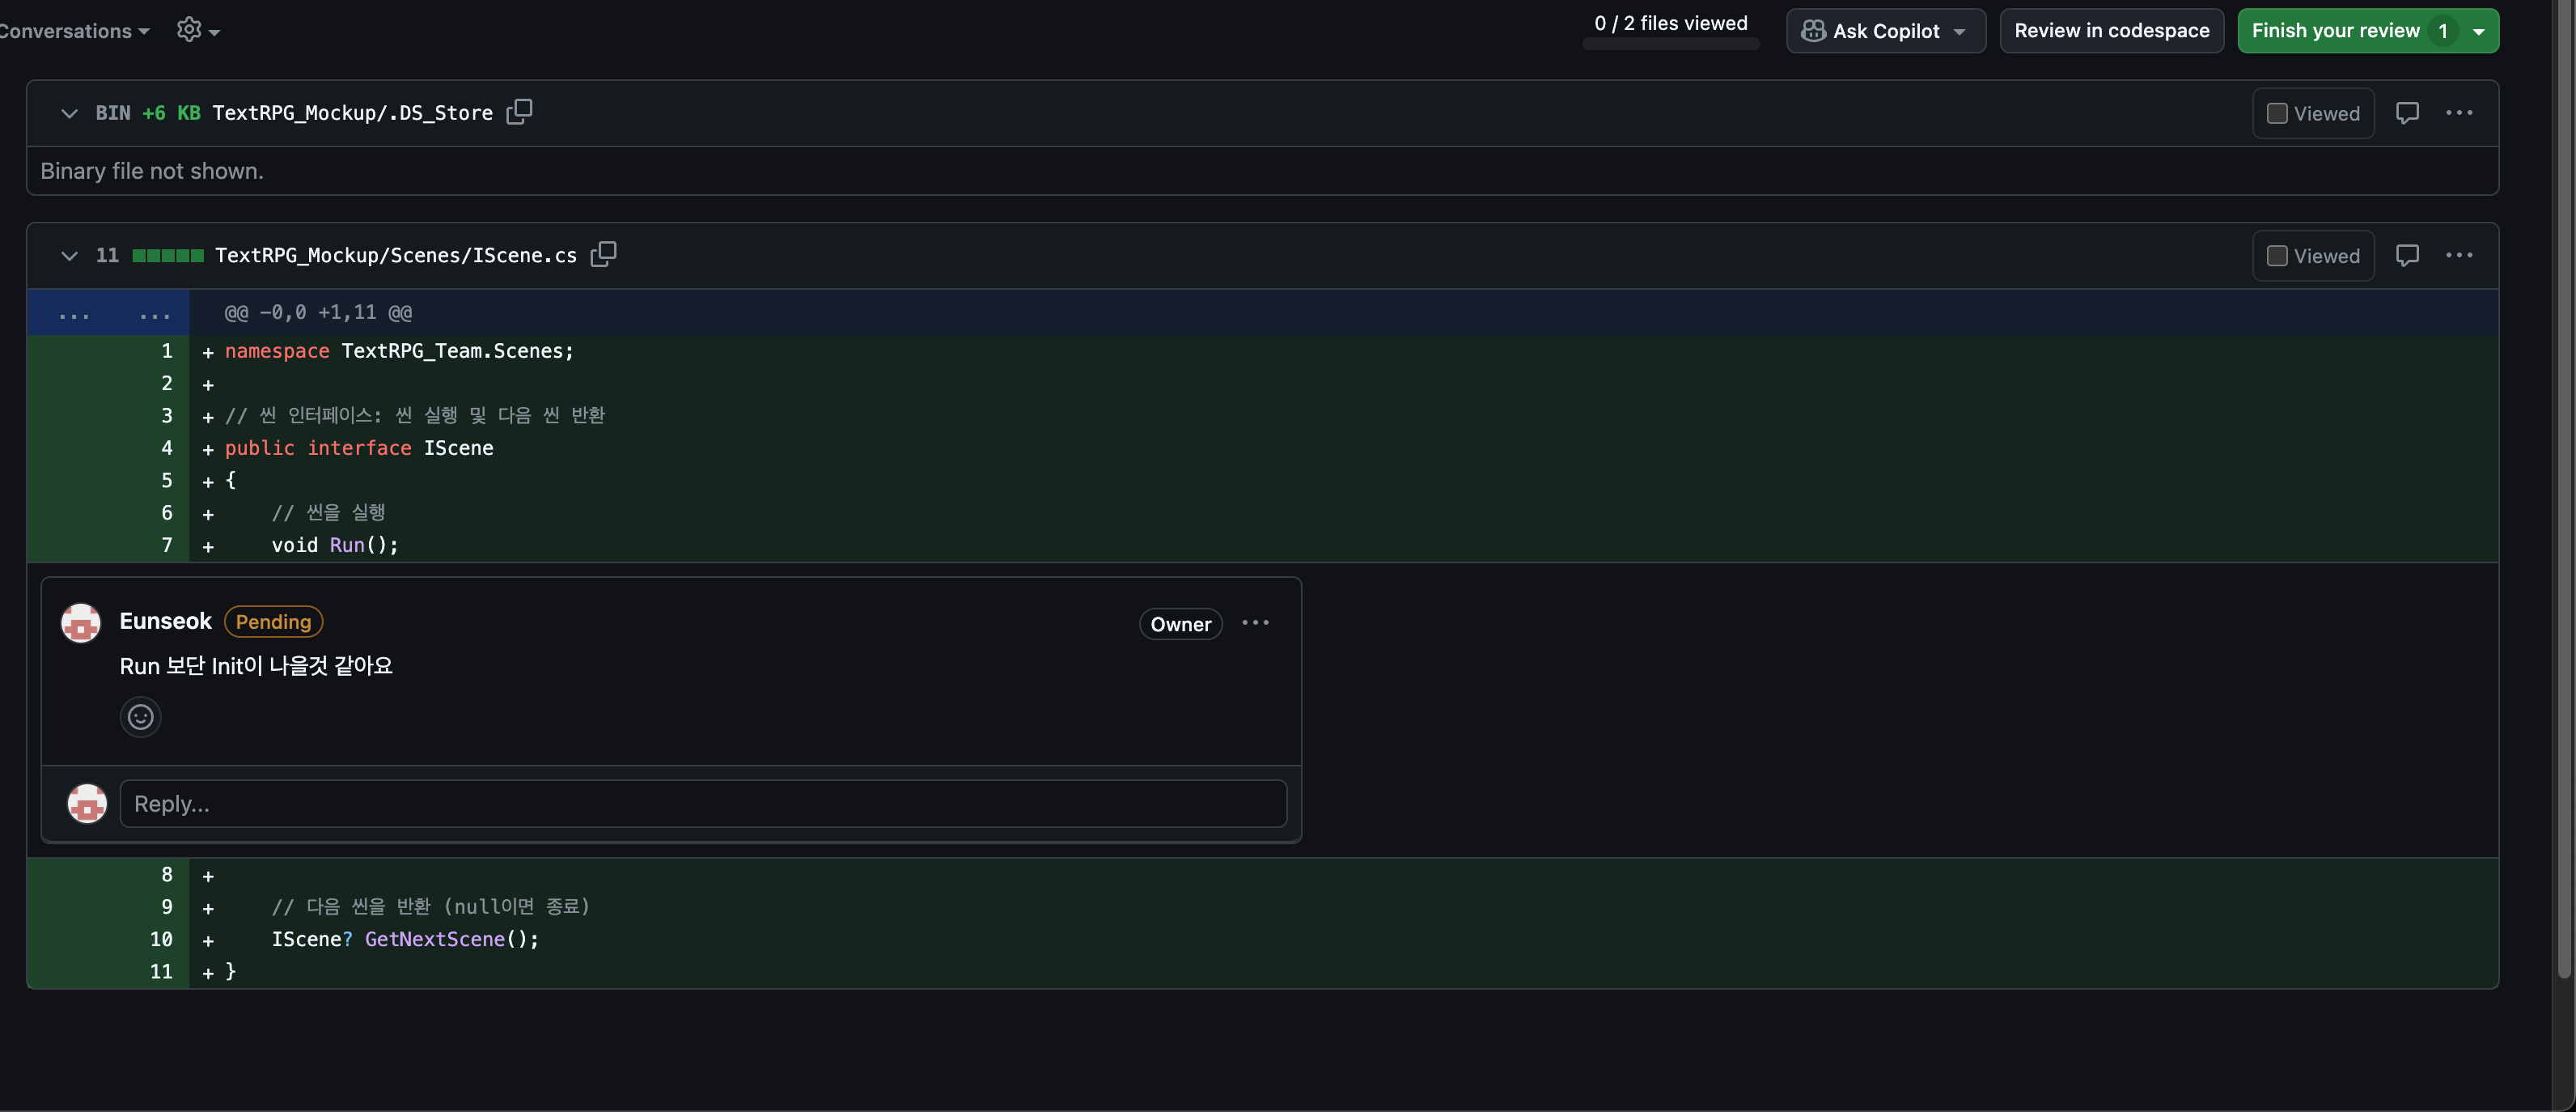 Conversations
0 / 2 files viewed
Ask Copilot
Review in codespace
Finish your review 1
BIN +6 KB TextRPG_Mockup/.DS_Store
Viewed
Binary file not shown.
11 TextRPG_Mockup/Scenes/IScene.cs
Viewed
... ... @@ -0,0 +1,11 @@
1 + namespace TextRPG_Team.Scenes;
2 +
3 + // 씬 인터페이스: 씬 실행 및 다음 씬 반환
4 + public interface IScene
5 + {
6 + // 씬을 실행
7 + void Run();
Eunseok Pending
Owner
Run 보단 Init이 나을것 같아요
Reply...
8 +
9 + // 다음 씬을 반환 (null이면 종료)
10 + IScene? GetNextScene();
11 + }